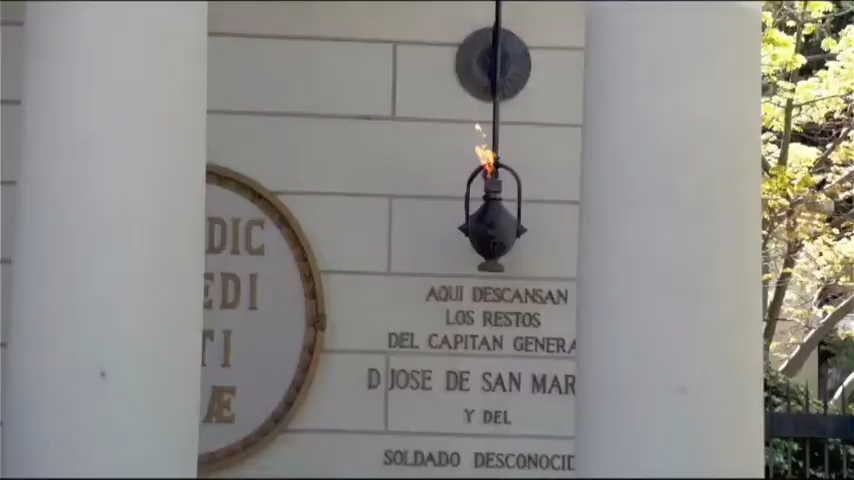 DIC
EDI
TI
Æ
AQUI DESCANSAN
LOS RESTOS
DEL CAPITAN GENERA
D JOSE DE SAN MAR
Y DEL
SOLDADO DESCONOCID